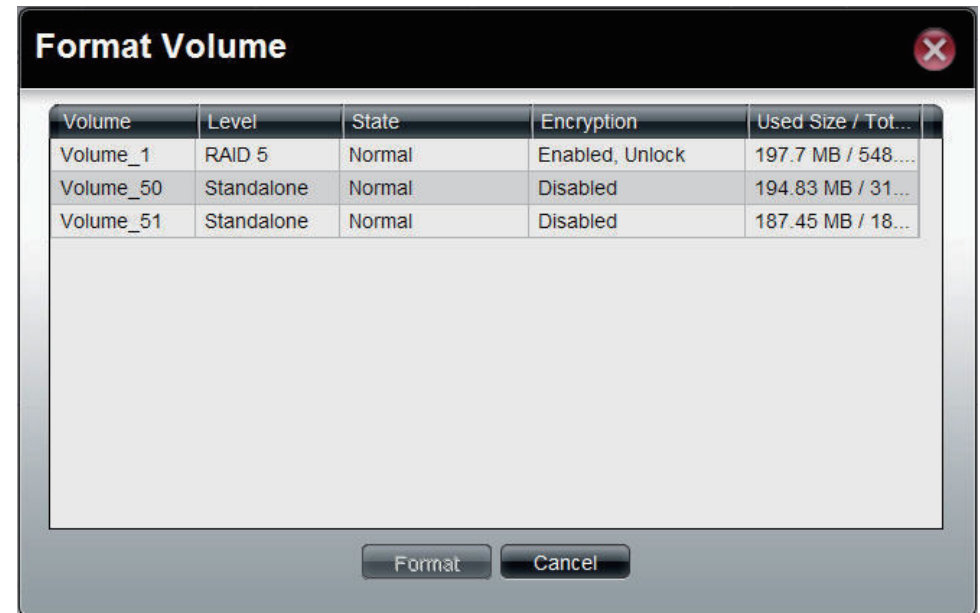 Format Volume
Volume Level State Encryption Used Size / Tot...
Volume_1 RAID 5 Normal Enabled, Unlock 197.7 MB / 548....
Volume_50 Standalone Normal Disabled 194.83 MB / 31...
Volume_51 Standalone Normal Disabled 187.45 MB / 18...
Format Cancel